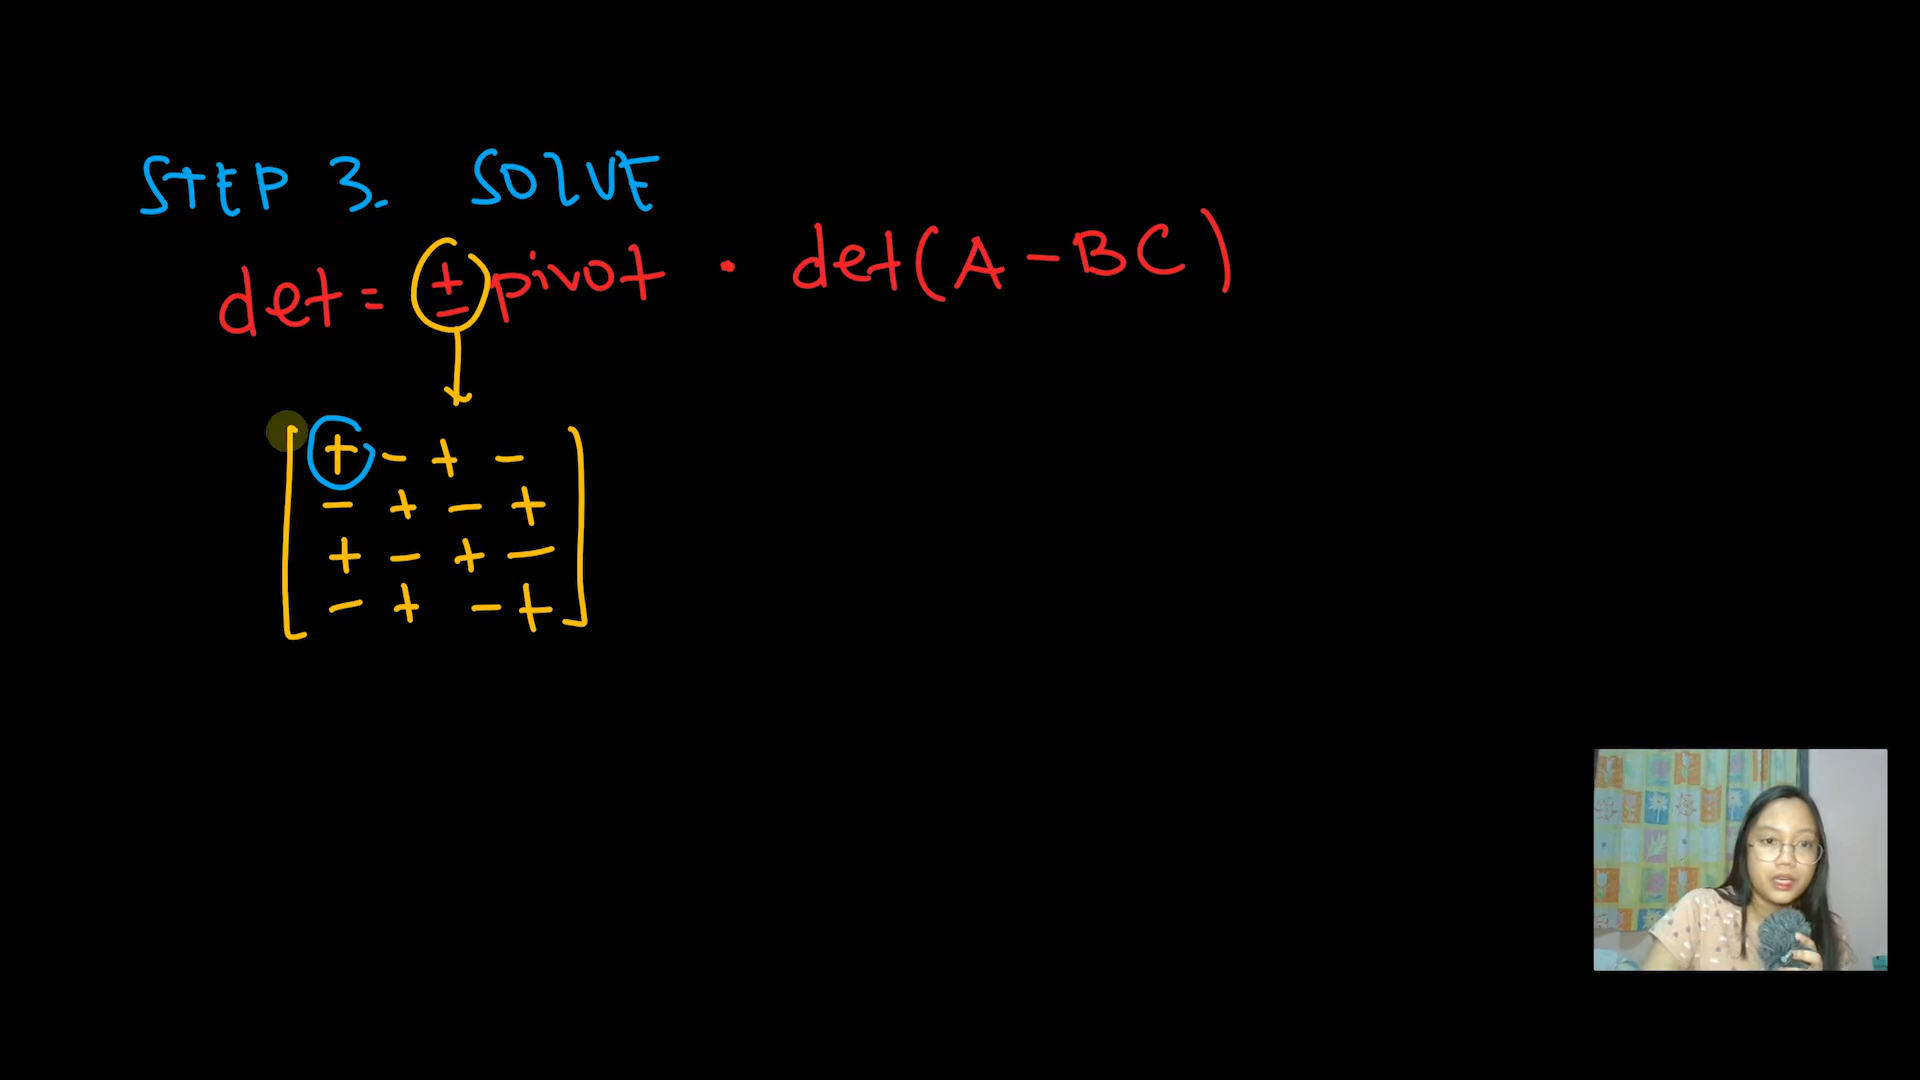 STEP 3. SOLVE
det = ± pivot · det(A - BC)
+ - + -
- + - +
+ - + -
- + - +